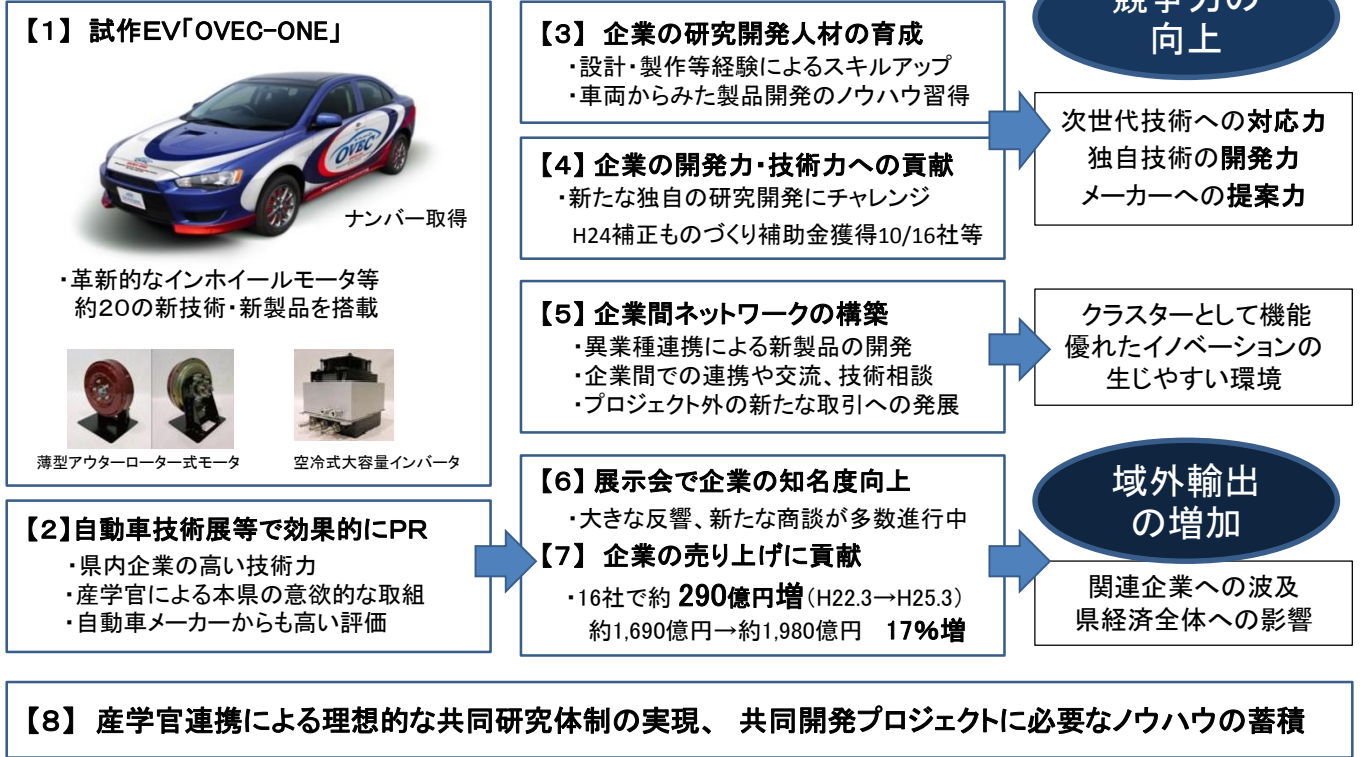 【1】 試作EV「OVEC-ONE」
OVEC
ナンバー取得
・革新的なインホイールモータ等
約20の新技術・新製品を搭載
薄型アウターローター式モータ
空冷式大容量インバータ
【2】自動車技術展等で効果的にPR
・県内企業の高い技術力
・産学官による本県の意欲的な取組
・自動車メーカーからも高い評価
【3】 企業の研究開発人材の育成
・設計・製作等経験によるスキルアップ
・車両からみた製品開発のノウハウ習得
【4】 企業の開発力・技術力への貢献
・新たな独自の研究開発にチャレンジ
H24補正ものづくり補助金獲得10/16社等
【5】 企業間ネットワークの構築
・異業種連携による新製品の開発
・企業間での連携や交流、技術相談
・プロジェクト外の新たな取引への発展
【6】 展示会で企業の知名度向上
・大きな反響、新たな商談が多数進行中
【7】 企業の売り上げに貢献
・16社で約 290億円増(H22.3→H25.3)
約1,690億円→約1,980億円 17%増
競争力の
向上
次世代技術への対応力
独自技術の開発力
メーカーへの提案力
クラスターとして機能
優れたイノベーションの
生じやすい環境
域外輸出
の増加
関連企業への波及
県経済全体への影響
【8】 産学官連携による理想的な共同研究体制の実現、 共同開発プロジェクトに必要なノウハウの蓄積